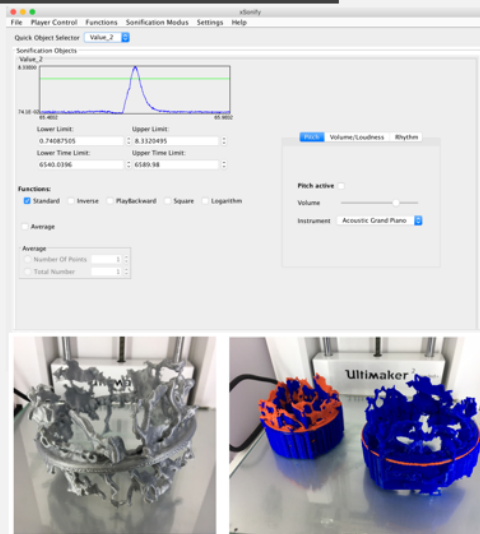 xSonify
File Player Control Functions Sonification Modus Settings Help
Quick Object Selector Value_2
Sonification Objects
Value_2
Lower Limit: Upper Limit:
0.74087505 8.3320495
Lower Time Limit: Upper Time Limit:
6540.0396 6589.98
Pitch Volume/Loudness Rhythm
Pitch active
Volume
Instrument Acoustic Grand Piano
Functions:
Standard Inverse PlayBackward Square Logarithm
Average
Average
Number Of Points 1
Total Number 1
Ultimaker 2